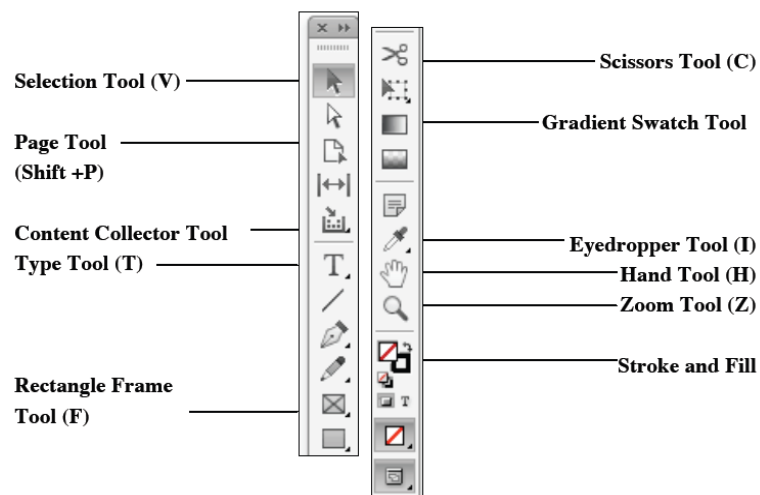 Selection Tool (V)
Page Tool
(Shift +P)
Content Collector Tool
Type Tool (T)
Rectangle Frame
Tool (F)
Scissors Tool (C)
Gradient Swatch Tool
Eyedropper Tool (I)
Hand Tool (H)
Zoom Tool (Z)
Stroke and Fill